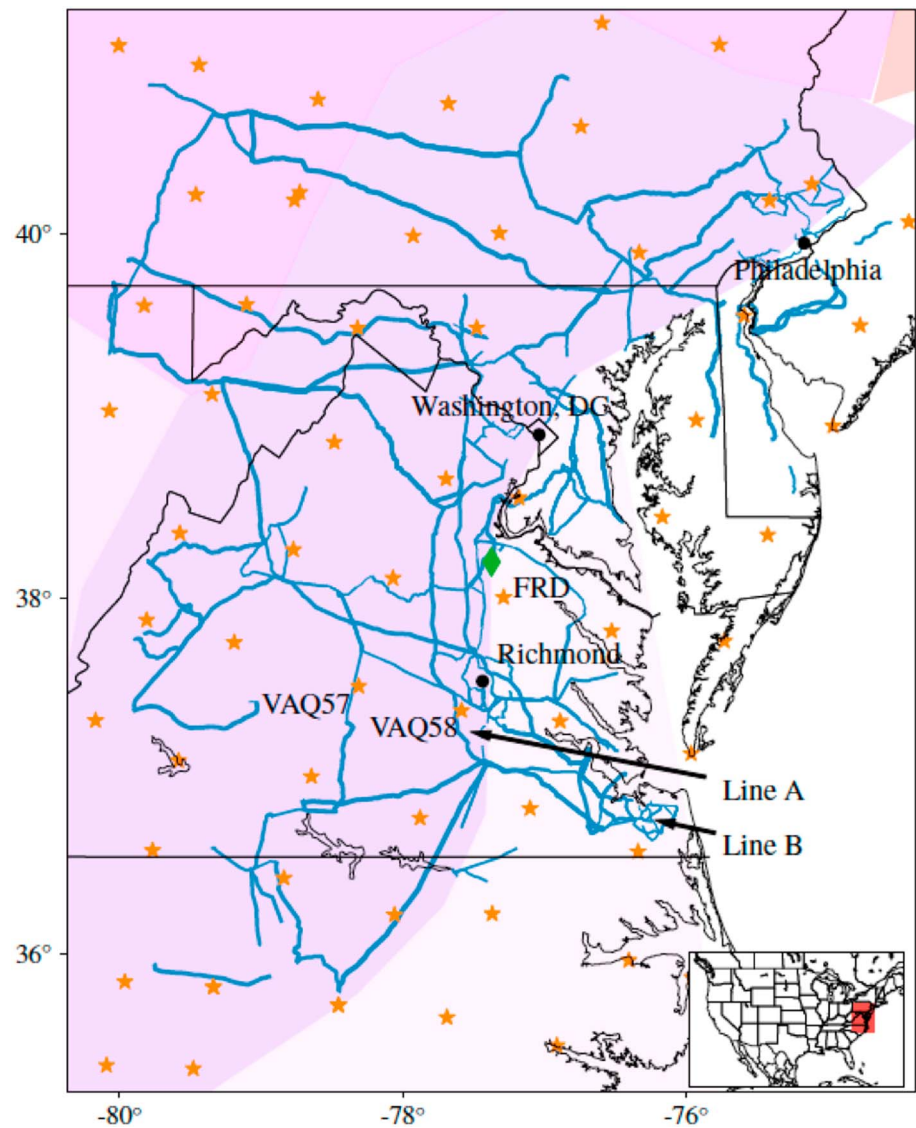 40°
Philadelphia
Washington, DC
38°
FRD
Richmond
VAQ57
VAQ58
Line A
Line B
36°
-80°
-78°
-76°